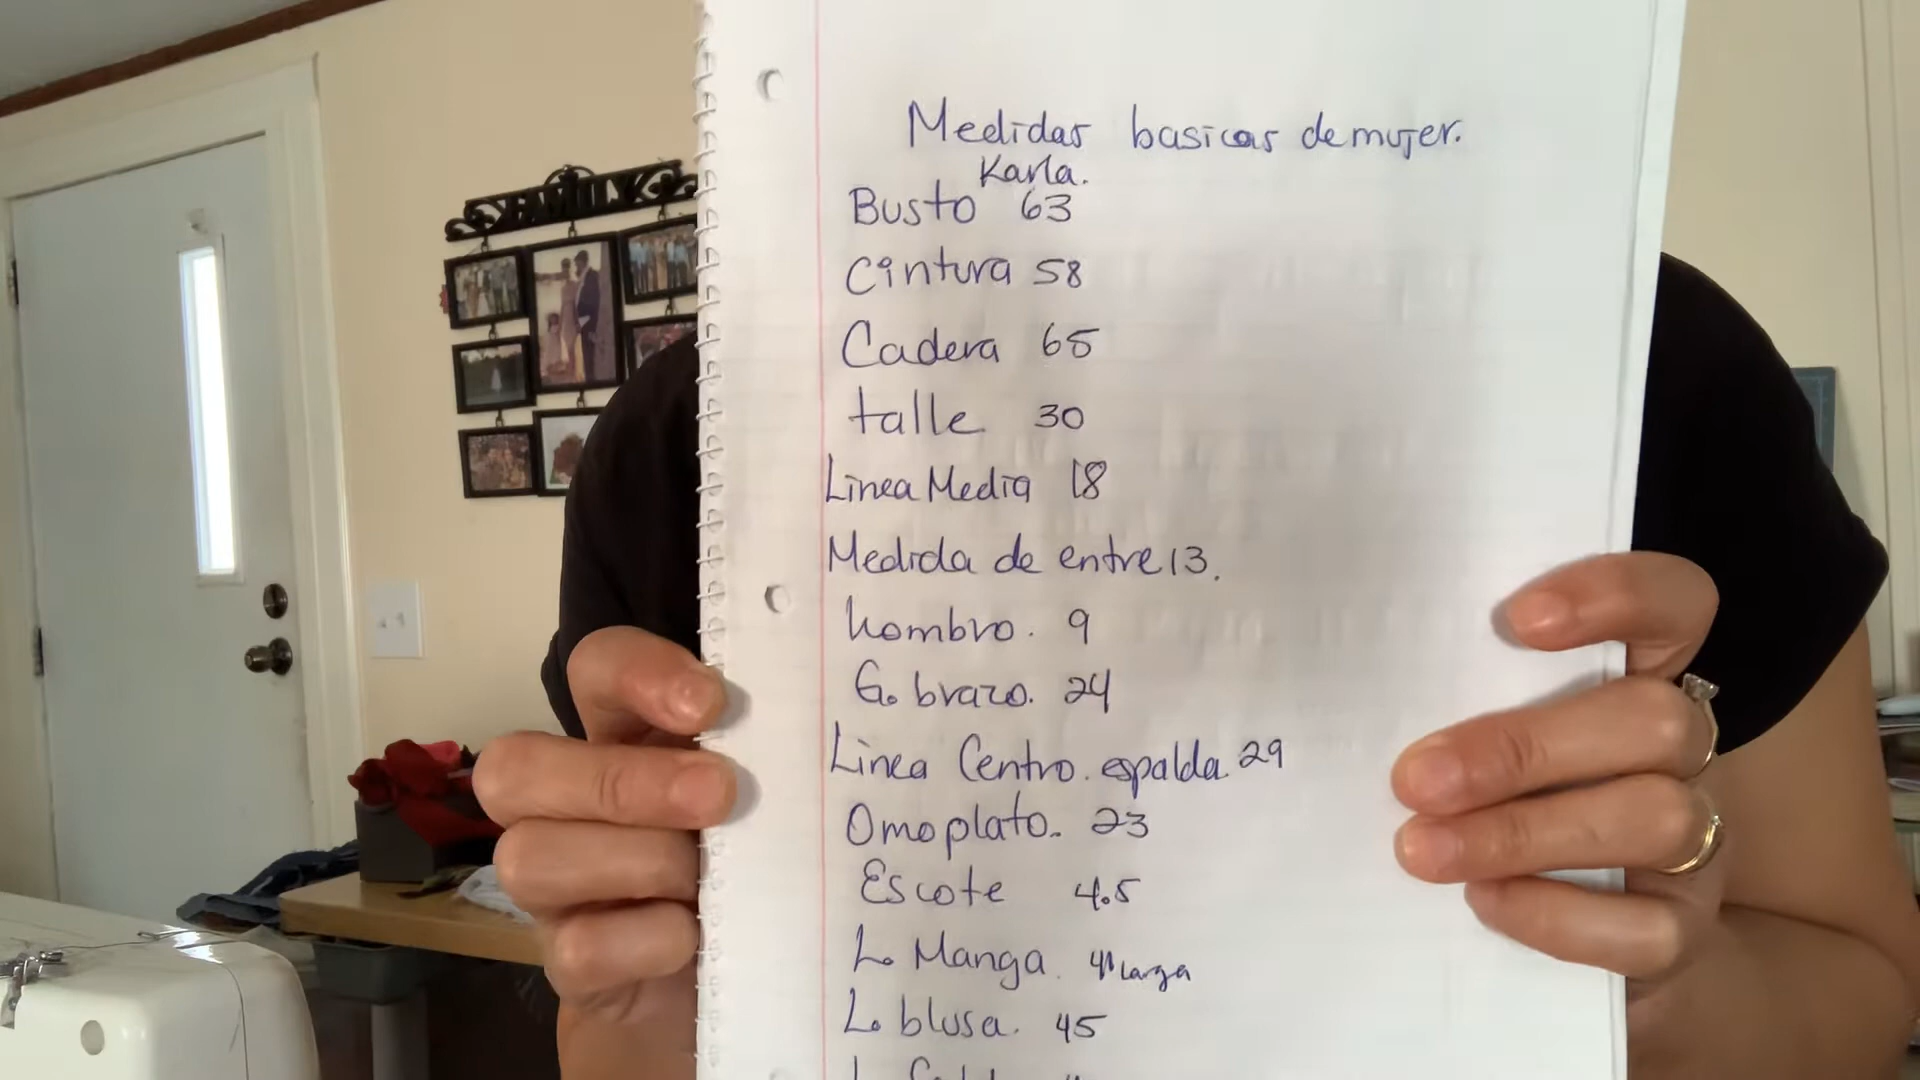 FAMILY
Medidas basicas de mujer.
Karla.
Busto 63
Cintura 58
Cadera 65
talle 30
Linea Media 18
Medida de entre 13.
hombro. 9
G. brazo. 24
Linea Centro. espalda 29
Omoplato. 23
Escote 4.5
L. Manga. 41 Larga
L. blusa. 45